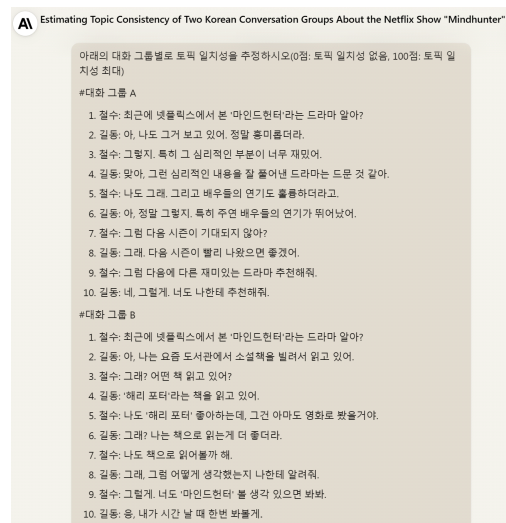 A\ Estimating Topic Consistency of Two Korean Conversation Groups About the Netflix Show "Mindhunter"
아래의 대화 그룹별로 토픽 일치성을 추정하시오(0점: 토픽 일치성 없음, 100점: 토픽 일
치성 최대)
#대화 그룹 A
1. 철수: 최근에 넷플릭스에서 본 '마인드헌터'라는 드라마 알아?
2. 길동: 아, 나도 그거 보고 있어. 정말 흥미롭더라.
3. 철수: 그렇지. 특히 그 심리적인 부분이 너무 재밌어.
4. 길동: 맞아, 그런 심리적인 내용을 잘 풀어낸 드라마는 드문 것 같아.
5. 철수: 나도 그래. 그리고 배우들의 연기도 훌륭하더라고.
6. 길동: 아, 정말 그렇지. 특히 주연 배우들의 연기가 뛰어났어.
7. 철수: 그럼 다음 시즌이 기대되지 않아?
8. 길동: 그래. 다음 시즌이 빨리 나왔으면 좋겠어.
9. 철수: 그럼 다음에 다른 재미있는 드라마 추천해줘.
10. 길동: 네, 그럴게. 너도 나한테 추천해줘.
#대화 그룹 B
1. 철수: 최근에 넷플릭스에서 본 '마인드헌터'라는 드라마 알아?
2. 길동: 아, 나는 요즘 도서관에서 소설책을 빌려서 읽고 있어.
3. 철수: 그래? 어떤 책 읽고 있어?
4. 길동: '해리 포터'라는 책을 읽고 있어.
5. 철수: 나도 '해리 포터' 좋아하는데, 그건 아마도 영화로 봤을거야.
6. 길동: 그래? 나는 책으로 읽는게 더 좋더라.
7. 철수: 나도 책으로 읽어볼까 해.
8. 길동: 그래, 그럼 어떻게 생각했는지 나한테 알려줘.
9. 철수: 그럴게. 너도 '마인드헌터' 볼 생각 있으면 봐봐.
10. 길동: 응, 내가 시간 날 때 한번 봐볼게.